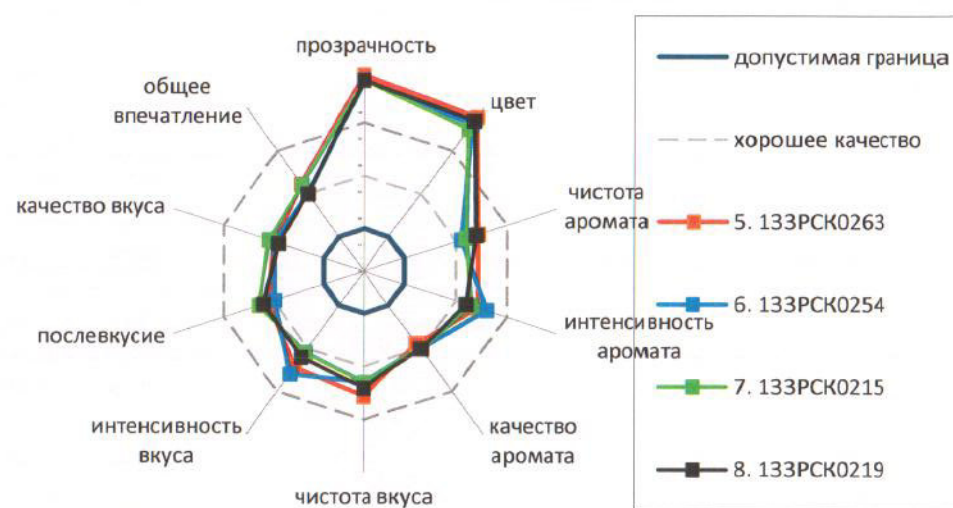 прозрачность
цвет
чистота
аромата
интенсивность
аромата
качество
аромата
чистота вкуса
интенсивность
вкуса
послевкусие
качество вкуса
общее
впечатление
допустимая граница
хорошее качество
5. 133РСК0263
6. 133РСК0254
7. 133РСК0215
8. 133РСК0219